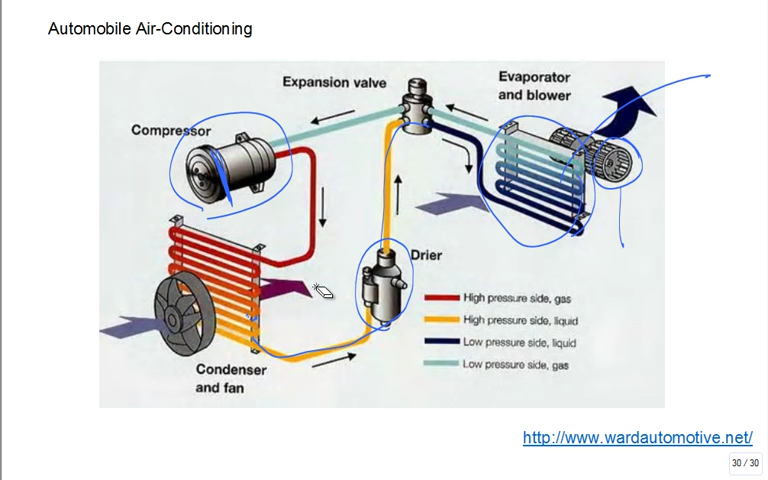 Automobile Air-Conditioning
Expansion valve
Evaporator
and blower
Compressor
Drier
High pressure side, gas
High pressure side, liquid
Low pressure side, liquid
Low pressure side, gas
Condenser
and fan
http://www.wardautomotive.net/
30 / 30